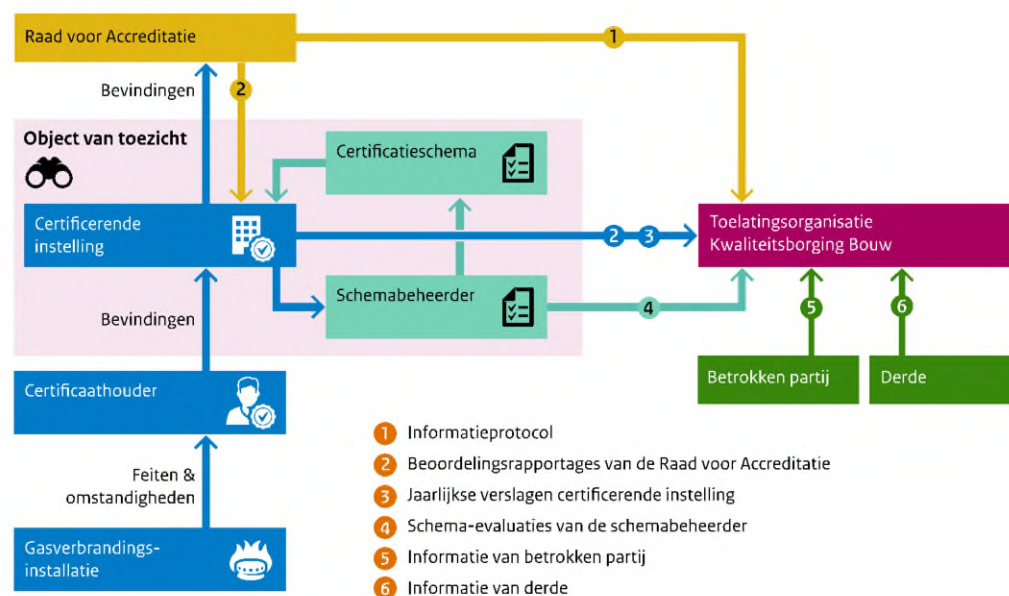 Raad voor Accreditatie
1
Bevindingen
2
Object van toezicht
Certificatieschema
Certificerende
instelling
2 3
Toelatingsorganisatie
Kwaliteitsborging Bouw
Schemabeheerder
4
Bevindingen
5
6
Betrokken partij
Derde
Certificaathouder
Feiten &
omstandigheden
Gasverbrandings-
installatie
1 Informatieprotocol
2 Beoordelingsrapportages van de Raad voor Accreditatie
3 Jaarlijkse verslagen certificerende instelling
4 Schema-evaluaties van de schemabeheerder
5 Informatie van betrokken partij
6 Informatie van derde